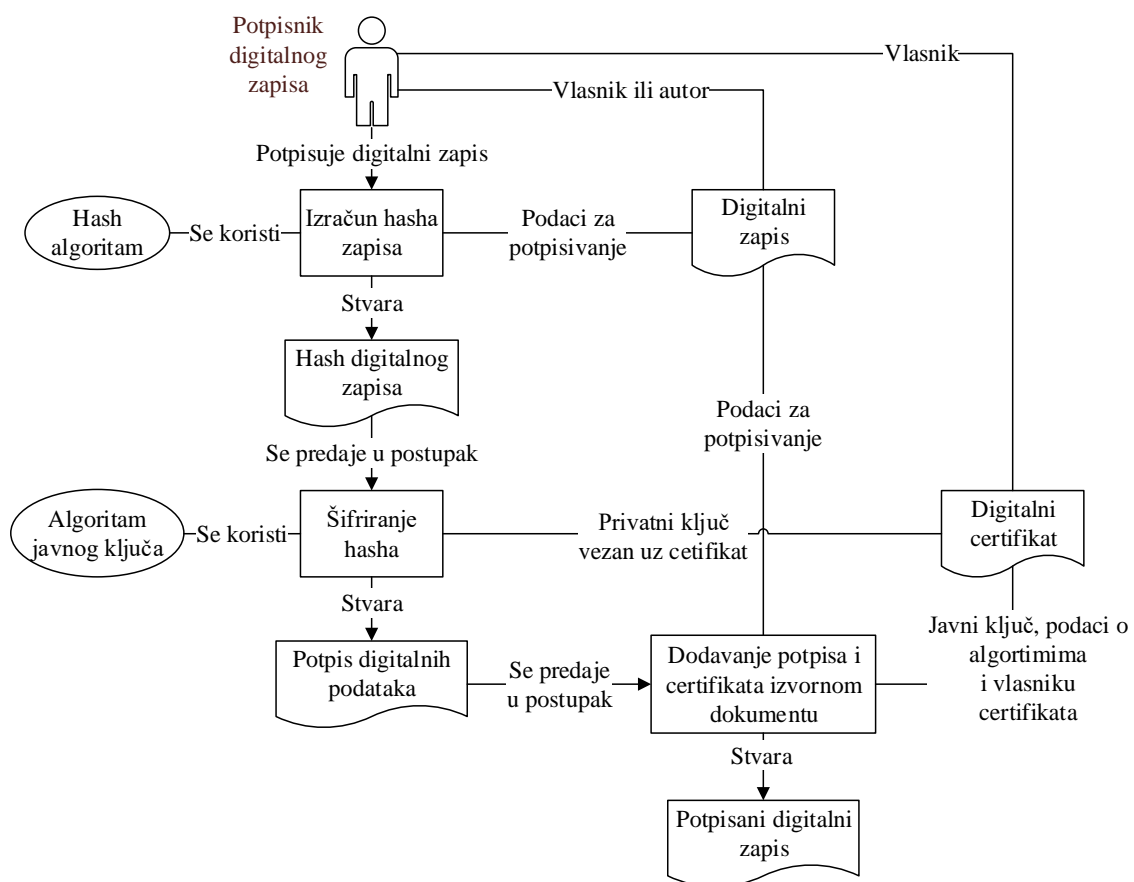 Potpisnik
digitalnog
zapisa
Vlasnik
Vlasnik ili autor
Potpisuje digitalni zapis
Hash
algoritam
Se koristi
Izračun hasha
zapisa
Podaci za
potpisivanje
Digitalni
zapis
Stvara
Hash digitalnog
zapisa
Podaci za
potpisivanje
Se predaje u postupak
Algoritam
javnog ključa
Se koristi
Šifriranje
hasha
Privatni ključ
vezan uz cetifikat
Digitalni
certifikat
Stvara
Javni ključ, podaci o
algortimima
i vlasniku
certifikata
Potpis digitalnih
podataka
Se predaje
u postupak
Dodavanje potpisa i
certifikata izvornom
dokumentu
Stvara
Potpisani digitalni
zapis